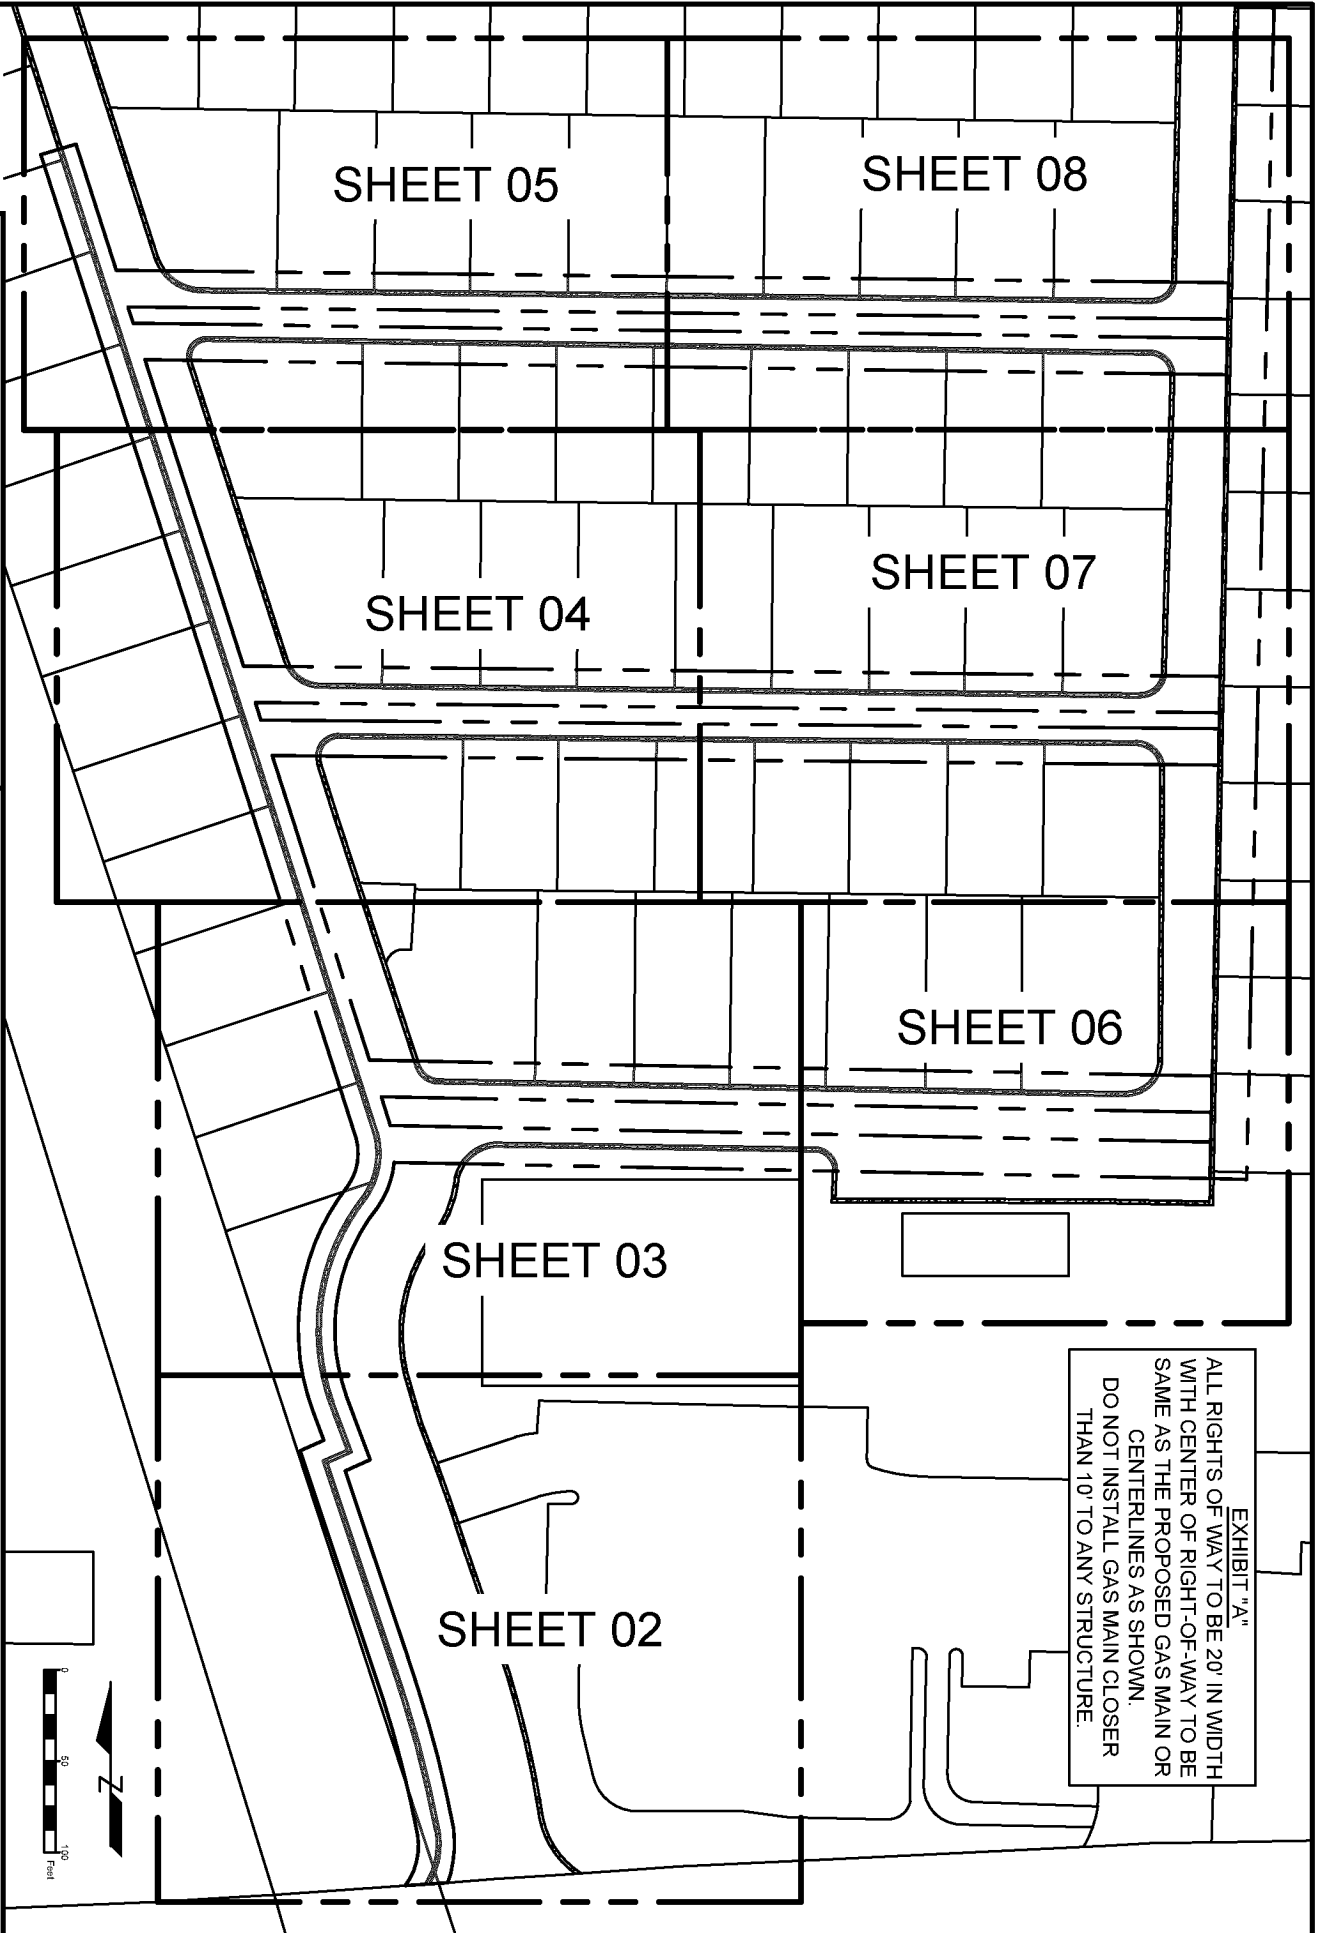 SHEET 05
SHEET 08
SHEET 07
SHEET 04
SHEET 06
SHEET 03
SHEET 02
EXHIBIT "A"
ALL RIGHTS OF WAY TO BE 20' IN WIDTH
WITH CENTER OF RIGHT-OF-WAY TO BE
SAME AS THE PROPOSED GAS MAIN OR
CENTERLINES AS SHOWN.
DO NOT INSTALL GAS MAIN CLOSER
THAN 10' TO ANY STRUCTURE.
N
0 50 100
Feet